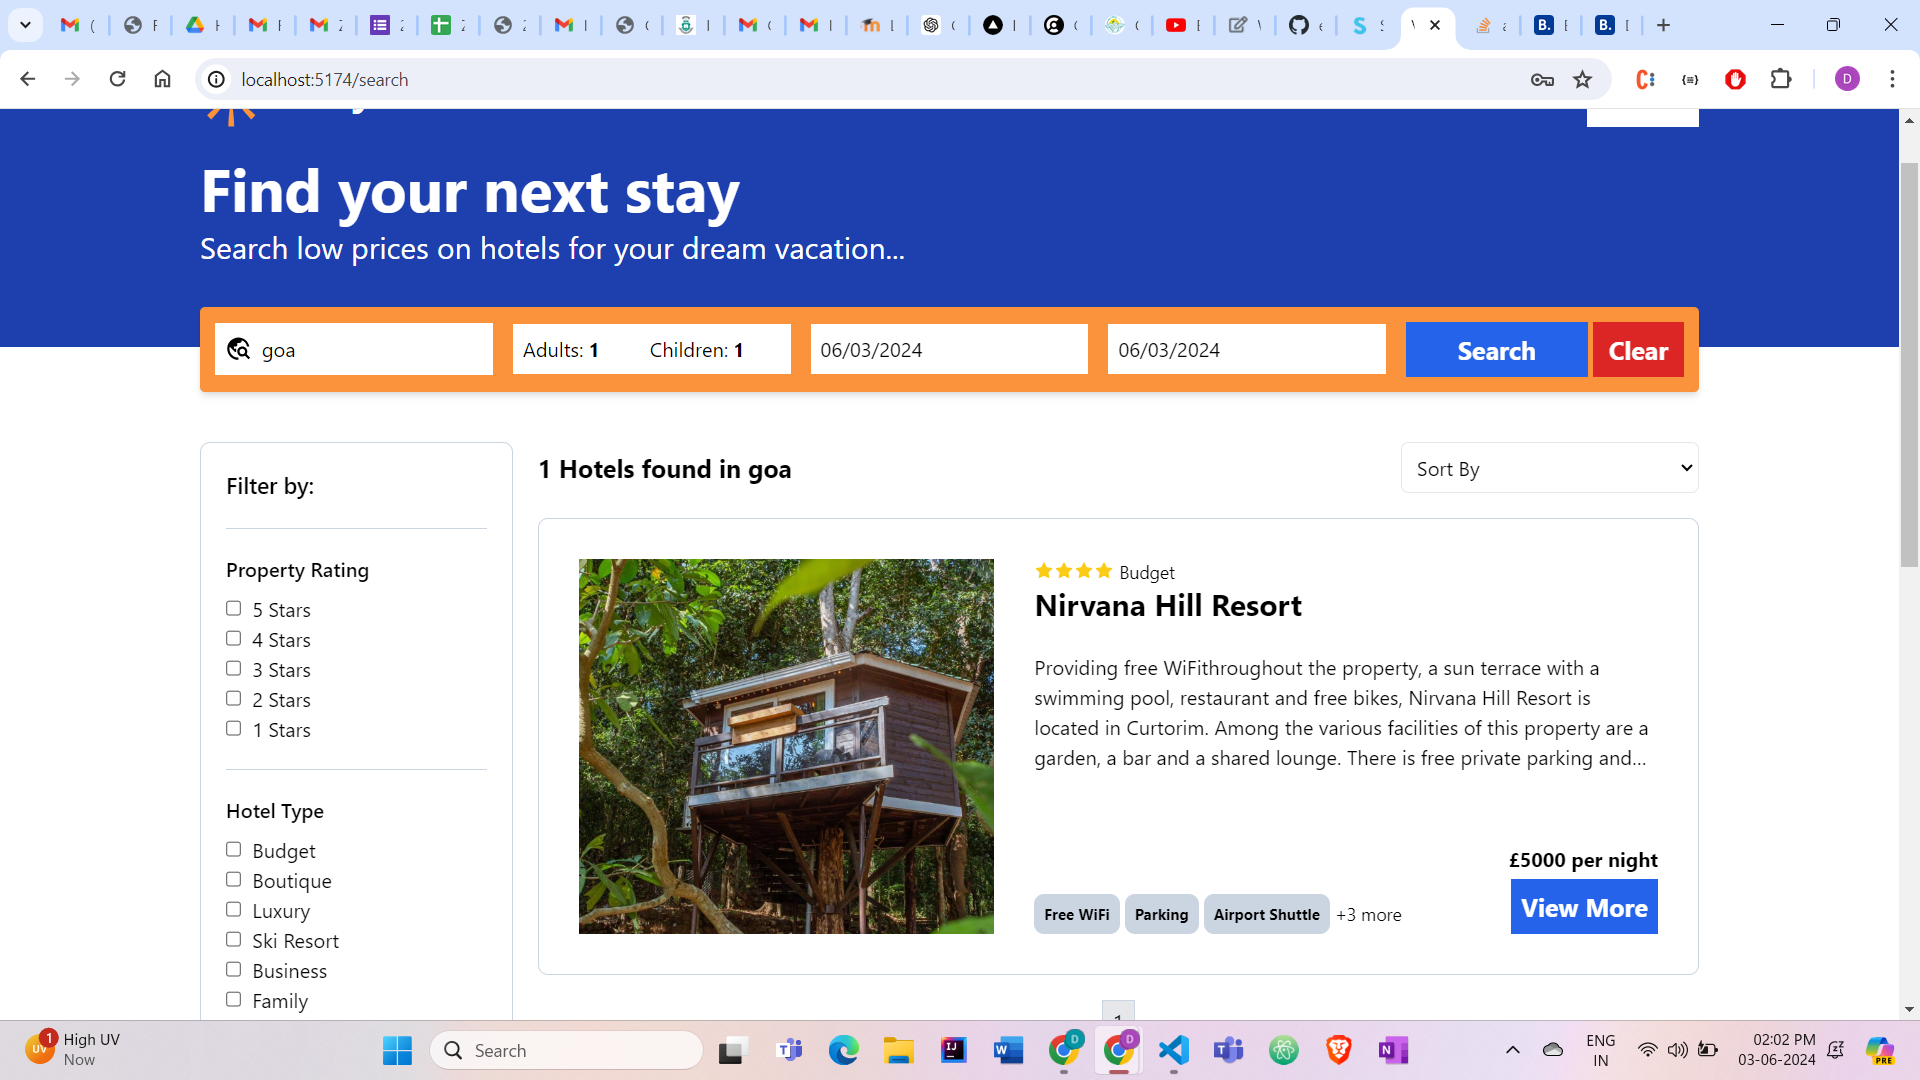 localhost:5174/search
D
Find your next stay
Search low prices on hotels for your dream vacation...
goa
Adults: 1
Children: 1
06/03/2024
06/03/2024
Search
Clear
Filter by:
Property Rating
5 Stars
4 Stars
3 Stars
2 Stars
1 Stars
Hotel Type
Budget
Boutique
Luxury
Ski Resort
Business
Family
1 Hotels found in goa
Sort By
Budget
Nirvana Hill Resort
Providing free WiFithroughout the property, a sun terrace with a
swimming pool, restaurant and free bikes, Nirvana Hill Resort is
located in Curtorim. Among the various facilities of this property are a
garden, a bar and a shared lounge. There is free private parking and...
£5000 per night
Free WiFi
Parking
Airport Shuttle
+3 more
View More
1
High UV
Now
Search
ENG
IN
02:02 PM
03-06-2024